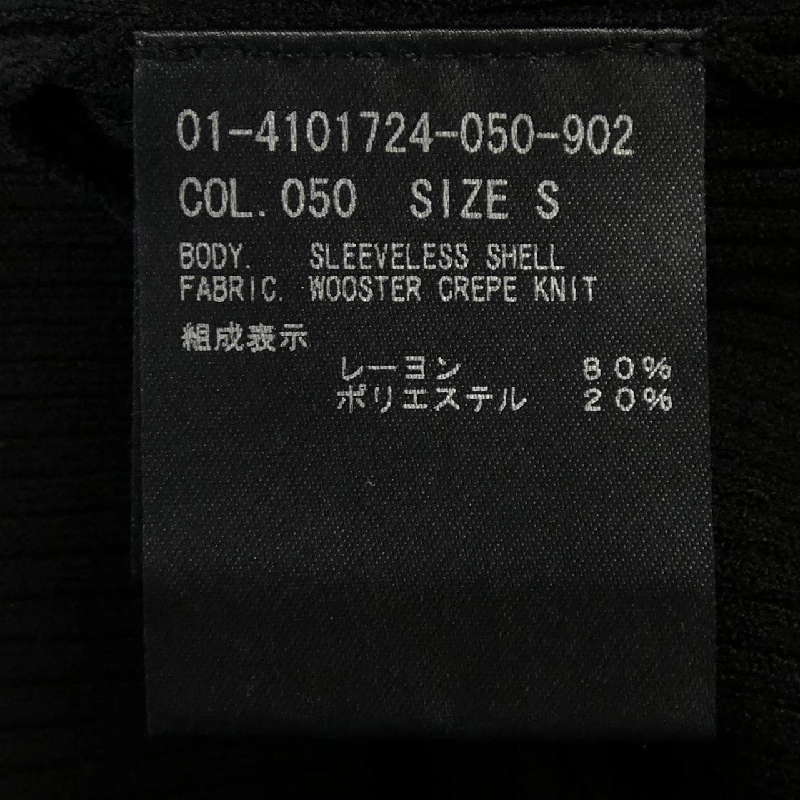 01-4101724-050-902
COL.050 SIZE S
BODY. SLEEVELESS SHELL
FABRIC. WOOSTER CREPE KNIT
組成表示
レーヨン 80%
ポリエステル 20%